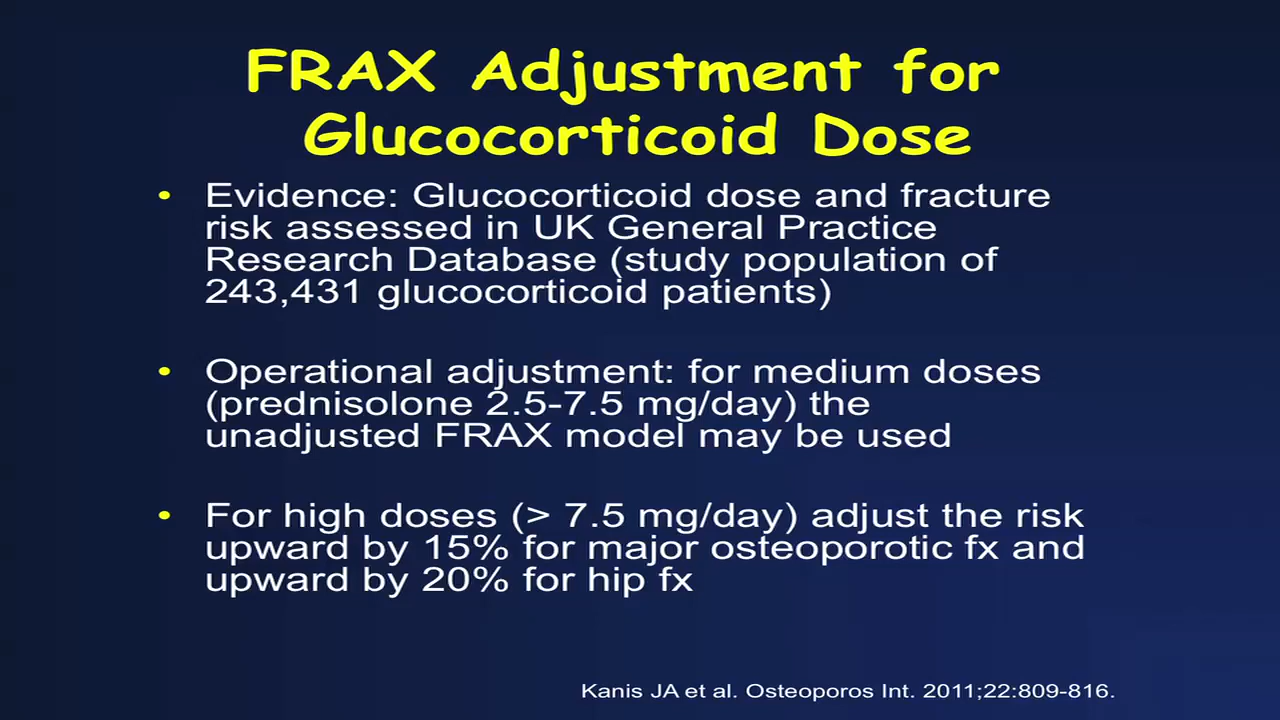 FRAX Adjustment for
Glucocorticoid Dose
• Evidence: Glucocorticoid dose and fracture
risk assessed in UK General Practice
Research Database (study population of
243,431 glucocorticoid patients)
• Operational adjustment: for medium doses
(prednisolone 2.5-7.5 mg/day) the
unadjusted FRAX model may be used
• For high doses (> 7.5 mg/day) adjust the risk
upward by 15% for major osteoporotic fx and
upward by 20% for hip fx
Kanis JA et al. Osteoporos Int. 2011;22:809-816.